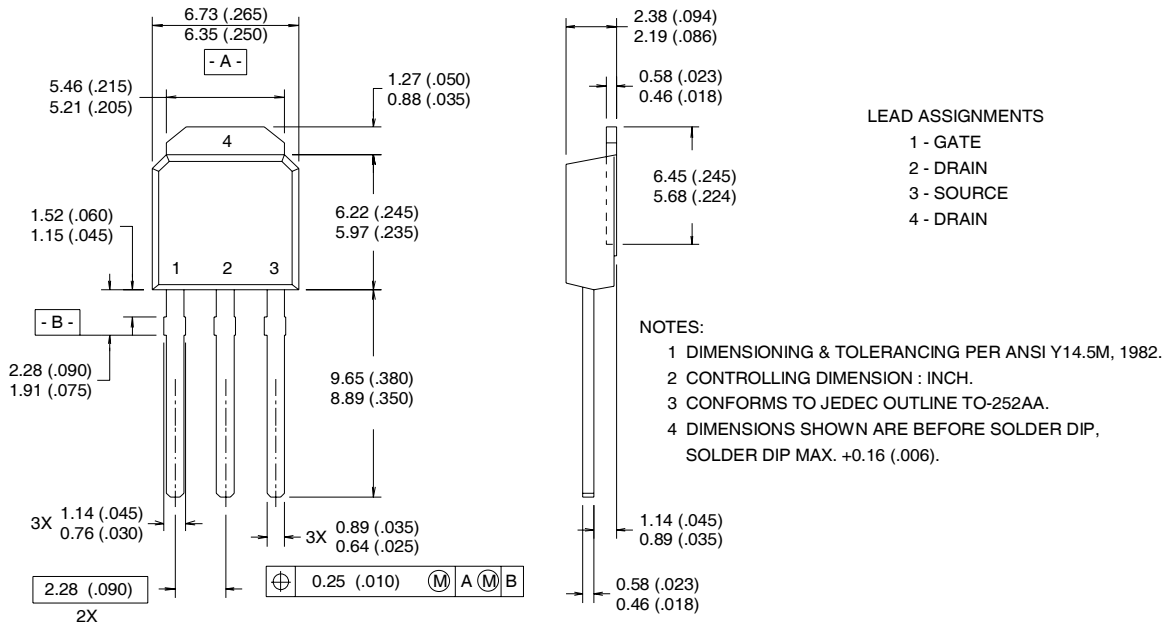 6.73 (.265)
6.35 (.250)
- A -
5.46 (.215)
5.21 (.205)
1.27 (.050)
0.88 (.035)
4
6.22 (.245)
5.97 (.235)
1.52 (.060)
1.15 (.045)
1 2 3
- B -
2.28 (.090)
1.91 (.075)
9.65 (.380)
8.89 (.350)
3X 1.14 (.045)
0.76 (.030)
3X 0.89 (.035)
0.64 (.025)
2.28 (.090)
2X
⌖ 0.25 (.010) Ⓜ A Ⓜ B
2.38 (.094)
2.19 (.086)
0.58 (.023)
0.46 (.018)
6.45 (.245)
5.68 (.224)
1.14 (.045)
0.89 (.035)
0.58 (.023)
0.46 (.018)
LEAD ASSIGNMENTS
1 - GATE
2 - DRAIN
3 - SOURCE
4 - DRAIN
NOTES:
1 DIMENSIONING & TOLERANCING PER ANSI Y14.5M, 1982.
2 CONTROLLING DIMENSION : INCH.
3 CONFORMS TO JEDEC OUTLINE TO-252AA.
4 DIMENSIONS SHOWN ARE BEFORE SOLDER DIP,
SOLDER DIP MAX. +0.16 (.006).